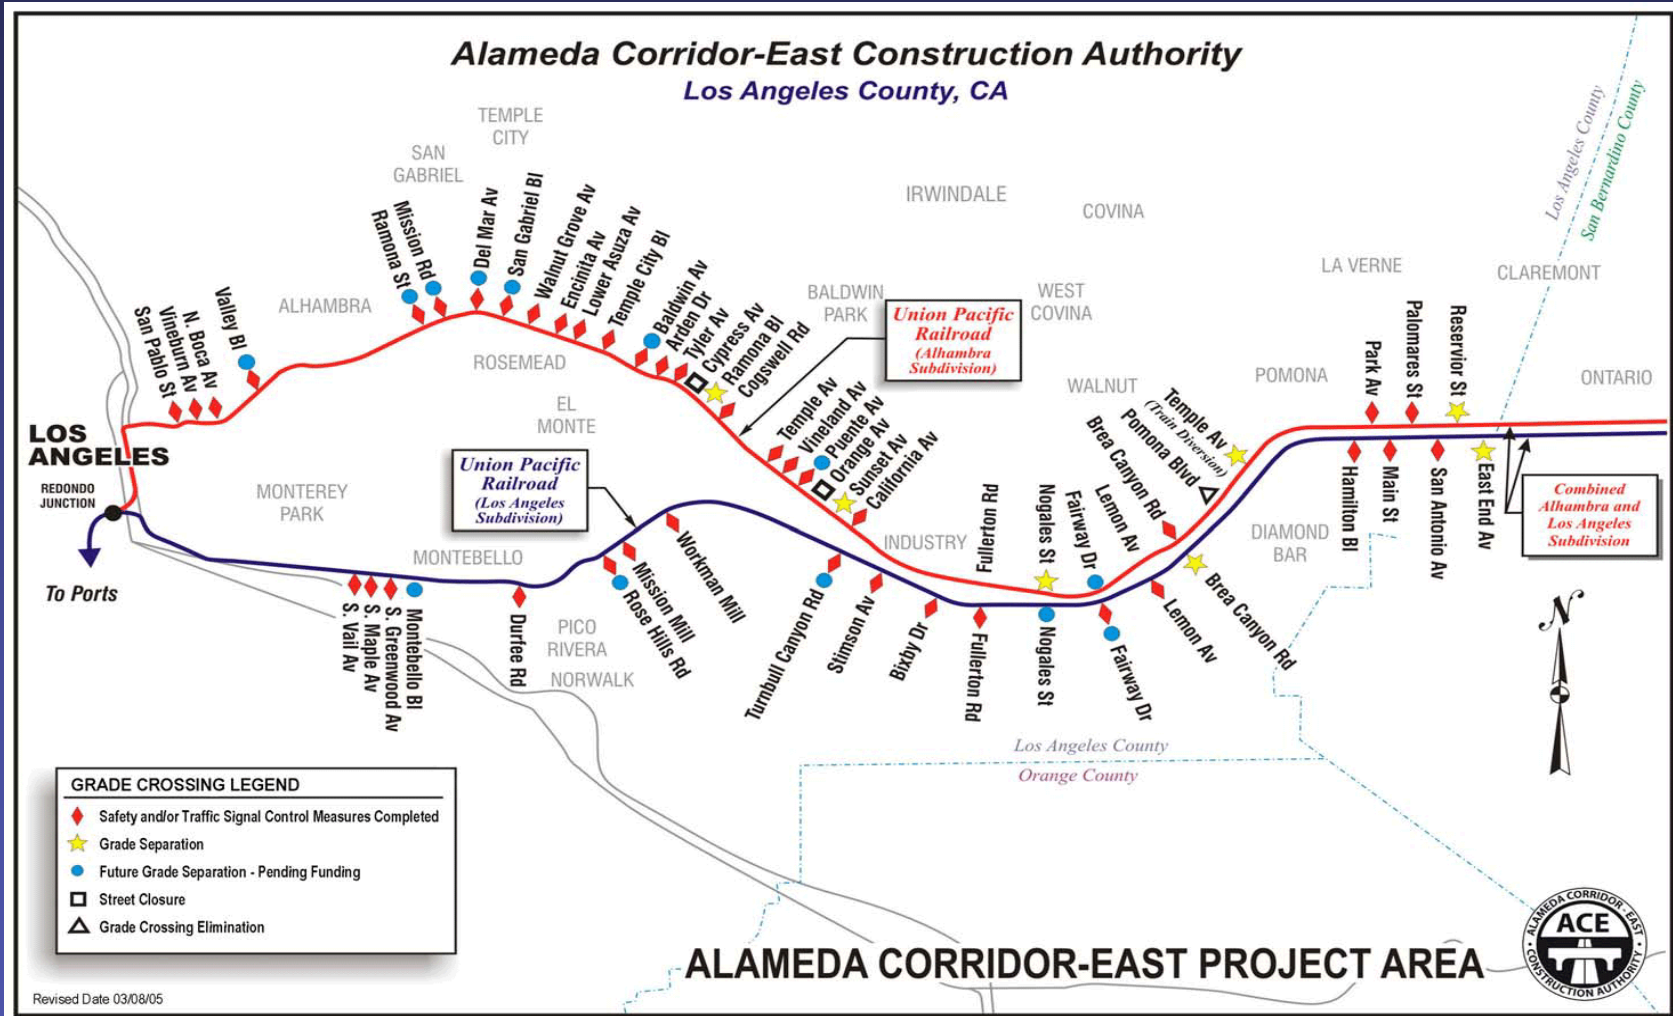 Alameda Corridor-East Construction Authority
Los Angeles County, CA
TEMPLE
CITY
SAN
GABRIEL
IRWINDALE
COVINA
Los Angeles County
San Bernardino County
LA VERNE
CLAREMONT
ALHAMBRA
BALDWIN
PARK
WEST
COVINA
ROSEMEAD
WALNUT
POMONA
ONTARIO
EL
MONTE
San Pablo St
Vineburn Av
N. Boca Av
Valley Bl
Ramona St
Mission Rd
Del Mar Av
San Gabriel Bl
Walnut Grove Av
Encinita Av
Lower Asuza Av
Temple City Bl
Baldwin Av
Arden Dr
Tyler Av
Cypress Av
Ramona Bl
Cogswell Rd
Union Pacific
Railroad
(Alhambra
Subdivision)
Temple Av
Vineland Av
Puente Av
Orange Av
Sunset Av
California Av
Fullerton Rd
Nogales St
Fairway Dr
Lemon Av
Brea Canyon Rd
Pomona Blvd
Temple Av
(Train Diversion)
Park Av
Palomares St
Reservior St
Hamilton Bl
Main St
San Antonio Av
East End Av
Combined
Alhambra and
Los Angeles
Subdivision
LOS
ANGELES
REDONDO
JUNCTION
To Ports
MONTEREY
PARK
Union Pacific
Railroad
(Los Angeles
Subdivision)
MONTEBELLO
INDUSTRY
DIAMOND
BAR
PICO
RIVERA
NORWALK
S. Vail Av
S. Maple Av
S. Greenwood Av
Montebello Bl
Durfee Rd
Rose Hills Rd
Mission Mill
Workman Mill
Turnbull Canyon Rd
Stimson Av
Bixby Dr
Fullerton Rd
Nogales St
Fairway Dr
Lemon Av
Brea Canyon Rd
N
Los Angeles County
Orange County
GRADE CROSSING LEGEND
Safety and/or Traffic Signal Control Measures Completed
Grade Separation
Future Grade Separation - Pending Funding
Street Closure
Grade Crossing Elimination
ALAMEDA CORRIDOR-EAST PROJECT AREA
ALAMEDA CORRIDOR - EAST
ACE
CONSTRUCTION AUTHORITY
Revised Date 03/08/05